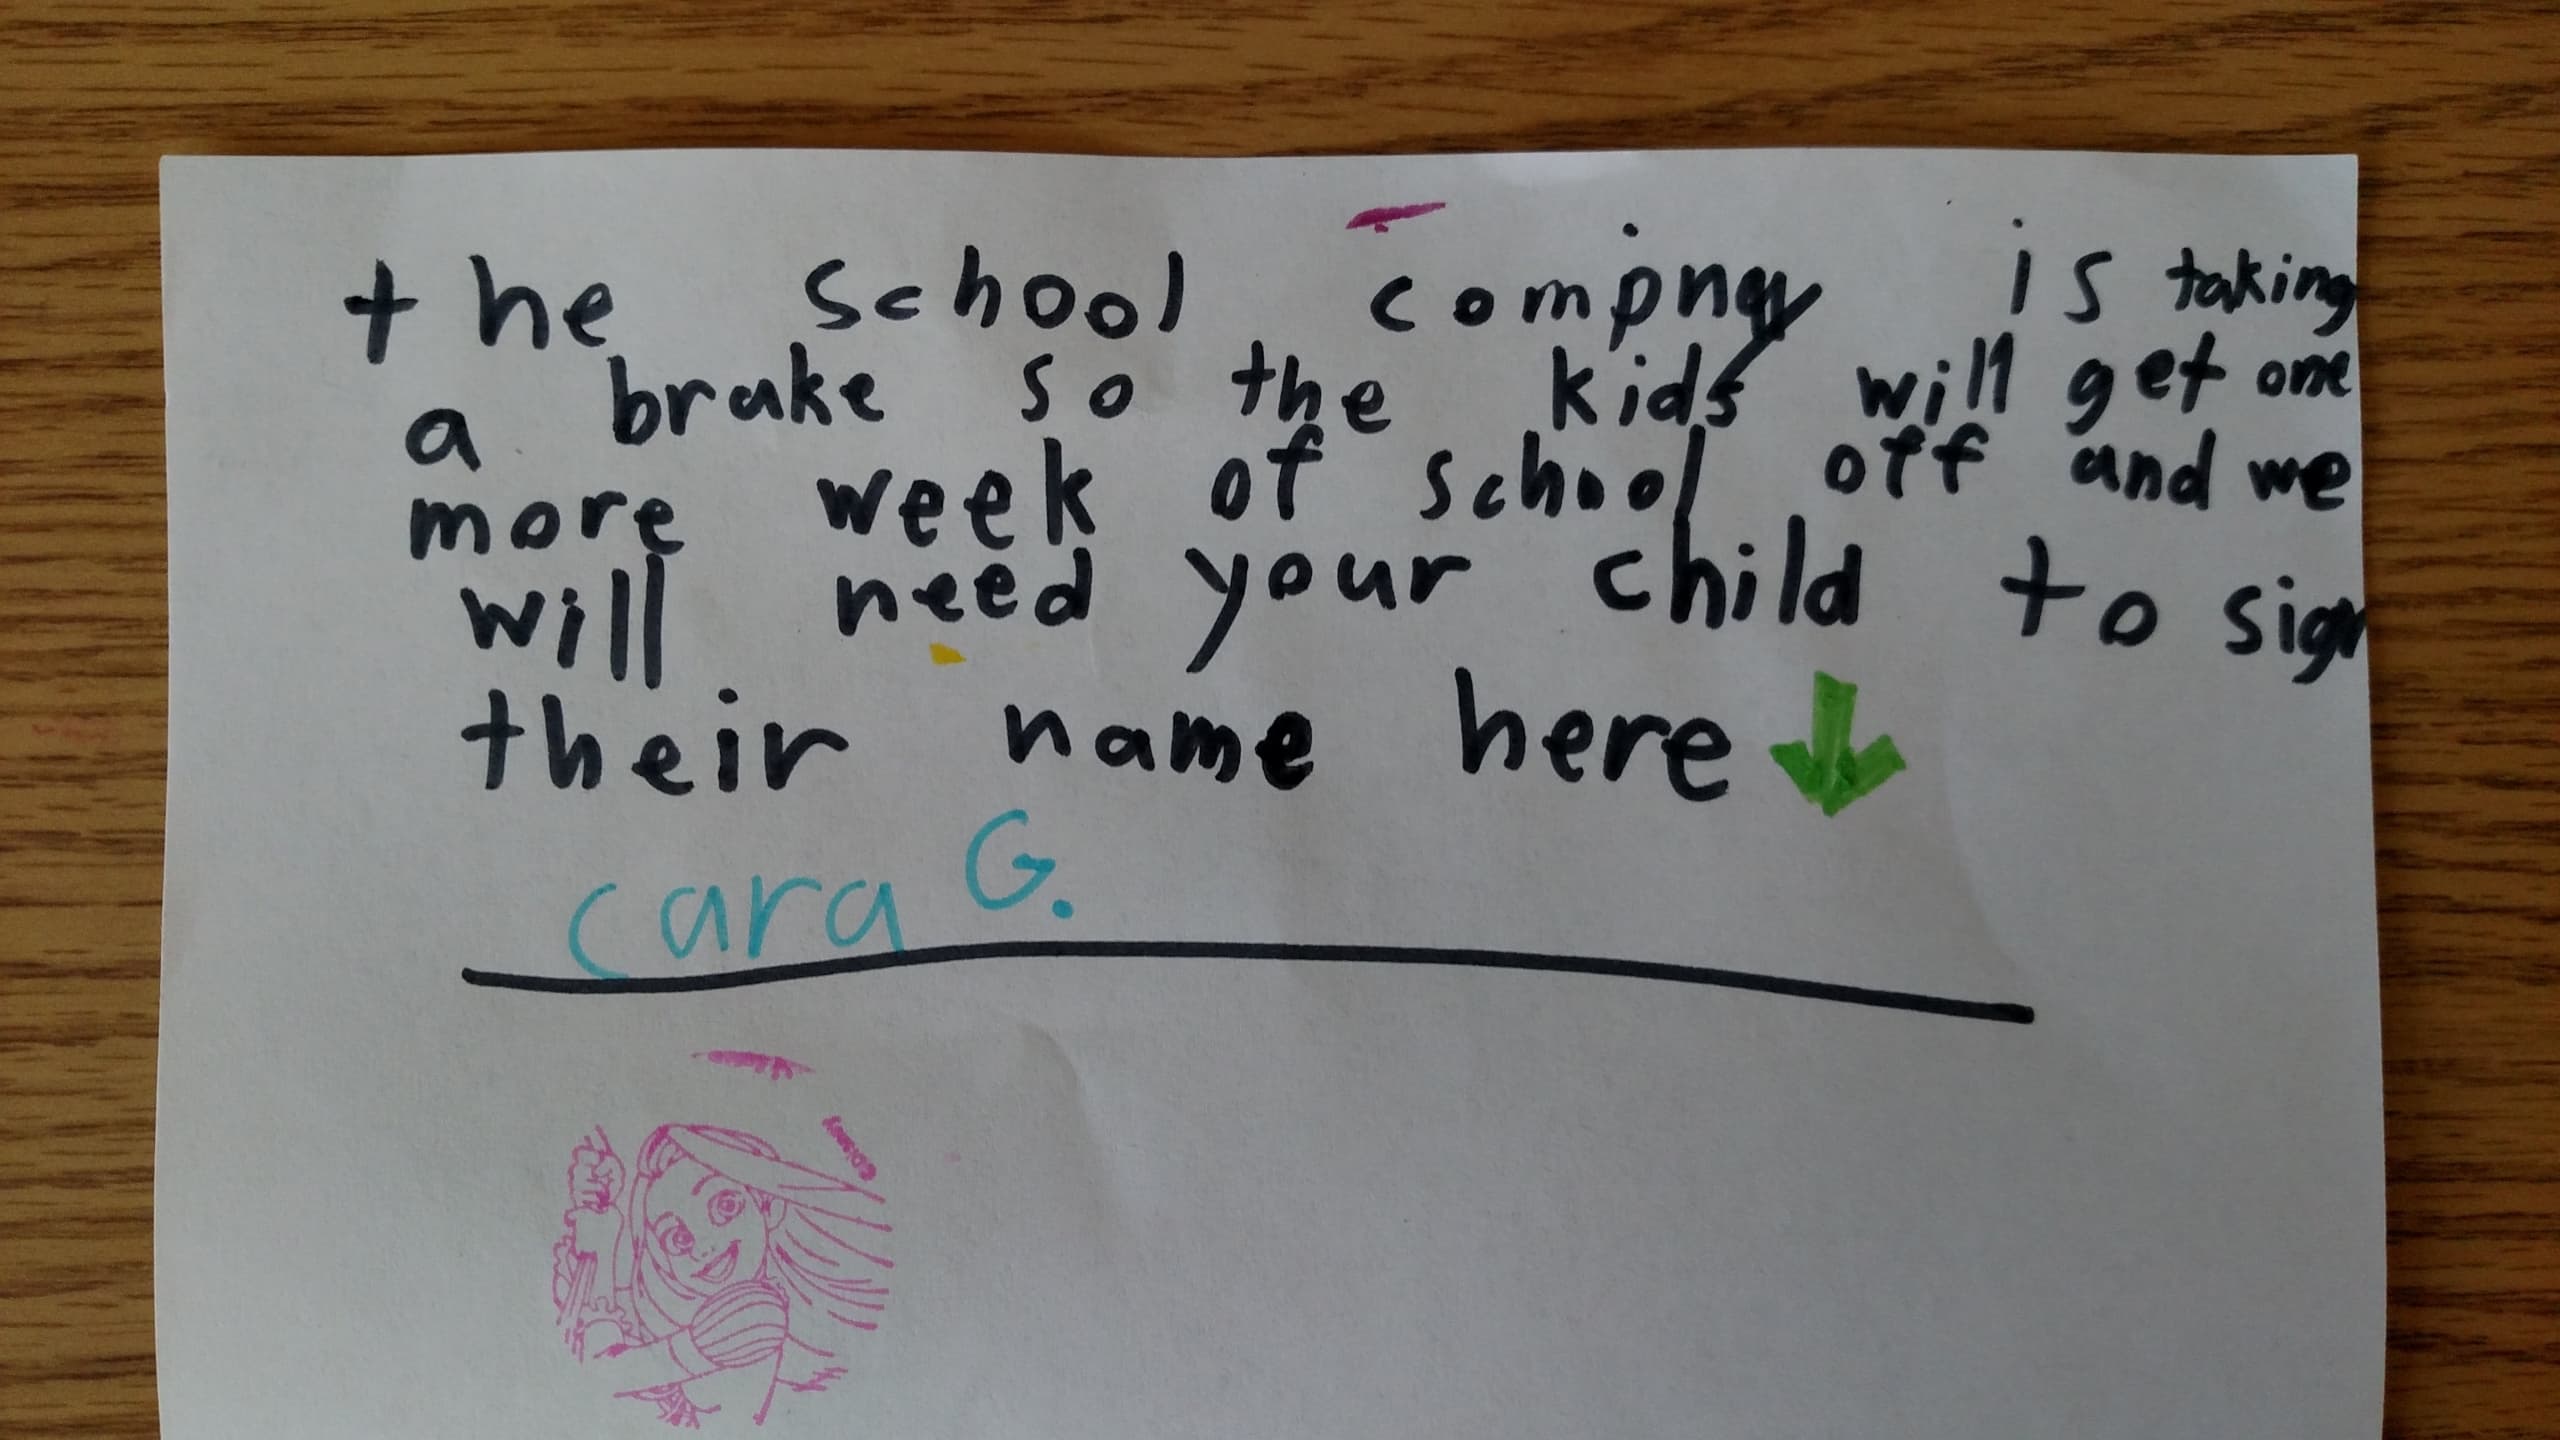 the school compnay is taking
a brake so the kids will get one
more week of school off and we
will need your child to sign
their name here
cara G.